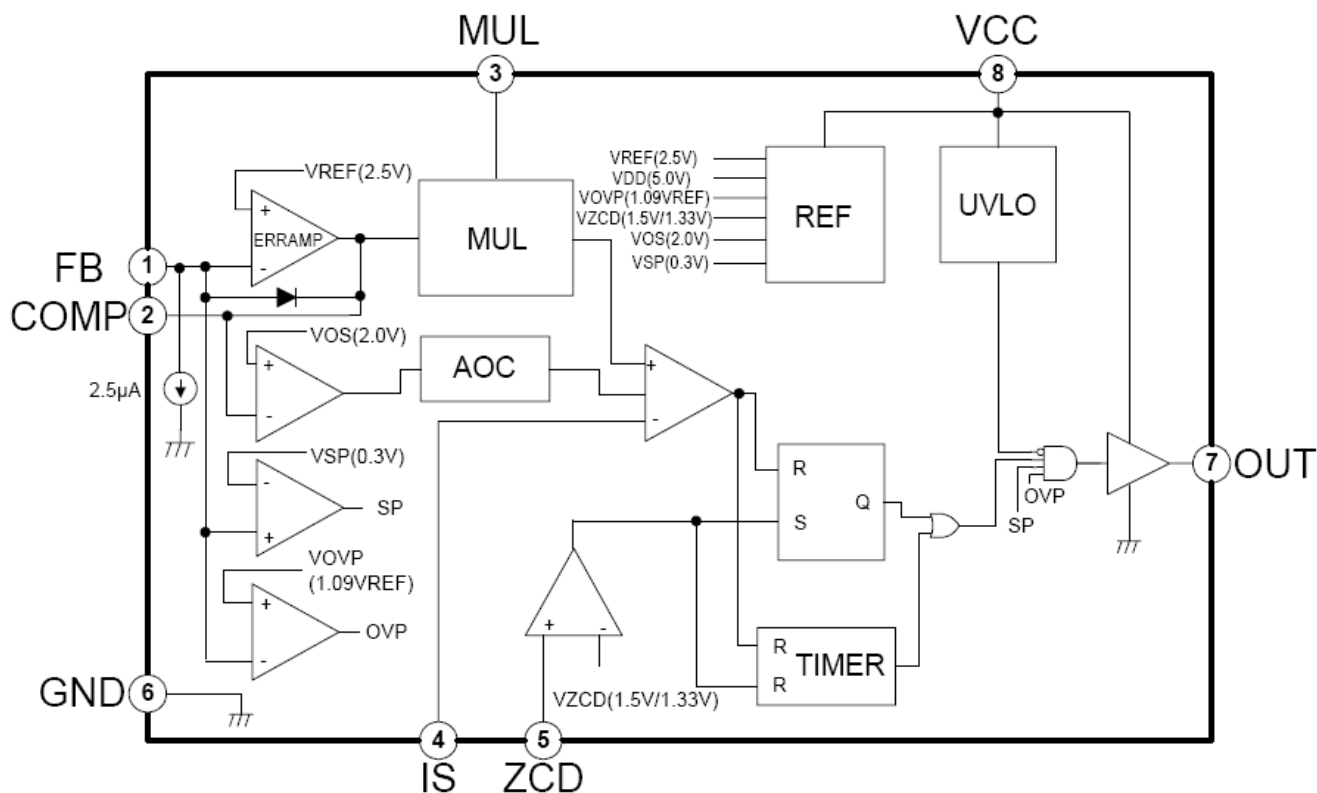 MUL
VCC
3
8
VREF(2.5V)
+
ERRAMP
-
MUL
VREF(2.5V)
VDD(5.0V)
VOVP(1.09VREF)
VZCD(1.5V/1.33V)
VOS(2.0V)
VSP(0.3V)
REF
UVLO
FB
1
COMP
2
2.5μA
VOS(2.0V)
+
-
AOC
+
-
VSP(0.3V)
-
+
SP
R
S
Q
OVP
SP
7
OUT
VOVP
(1.09VREF)
+
-
OVP
+
-
R
R
TIMER
VZCD(1.5V/1.33V)
GND
6
4
5
IS
ZCD